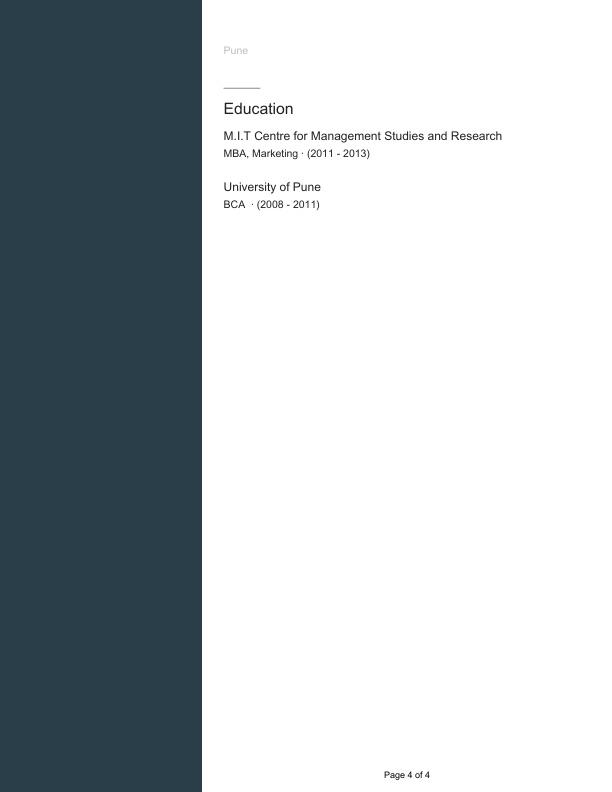 Pune
Education
M.I.T Centre for Management Studies and Research
MBA, Marketing · (2011 - 2013)
University of Pune
BCA · (2008 - 2011)
Page 4 of 4